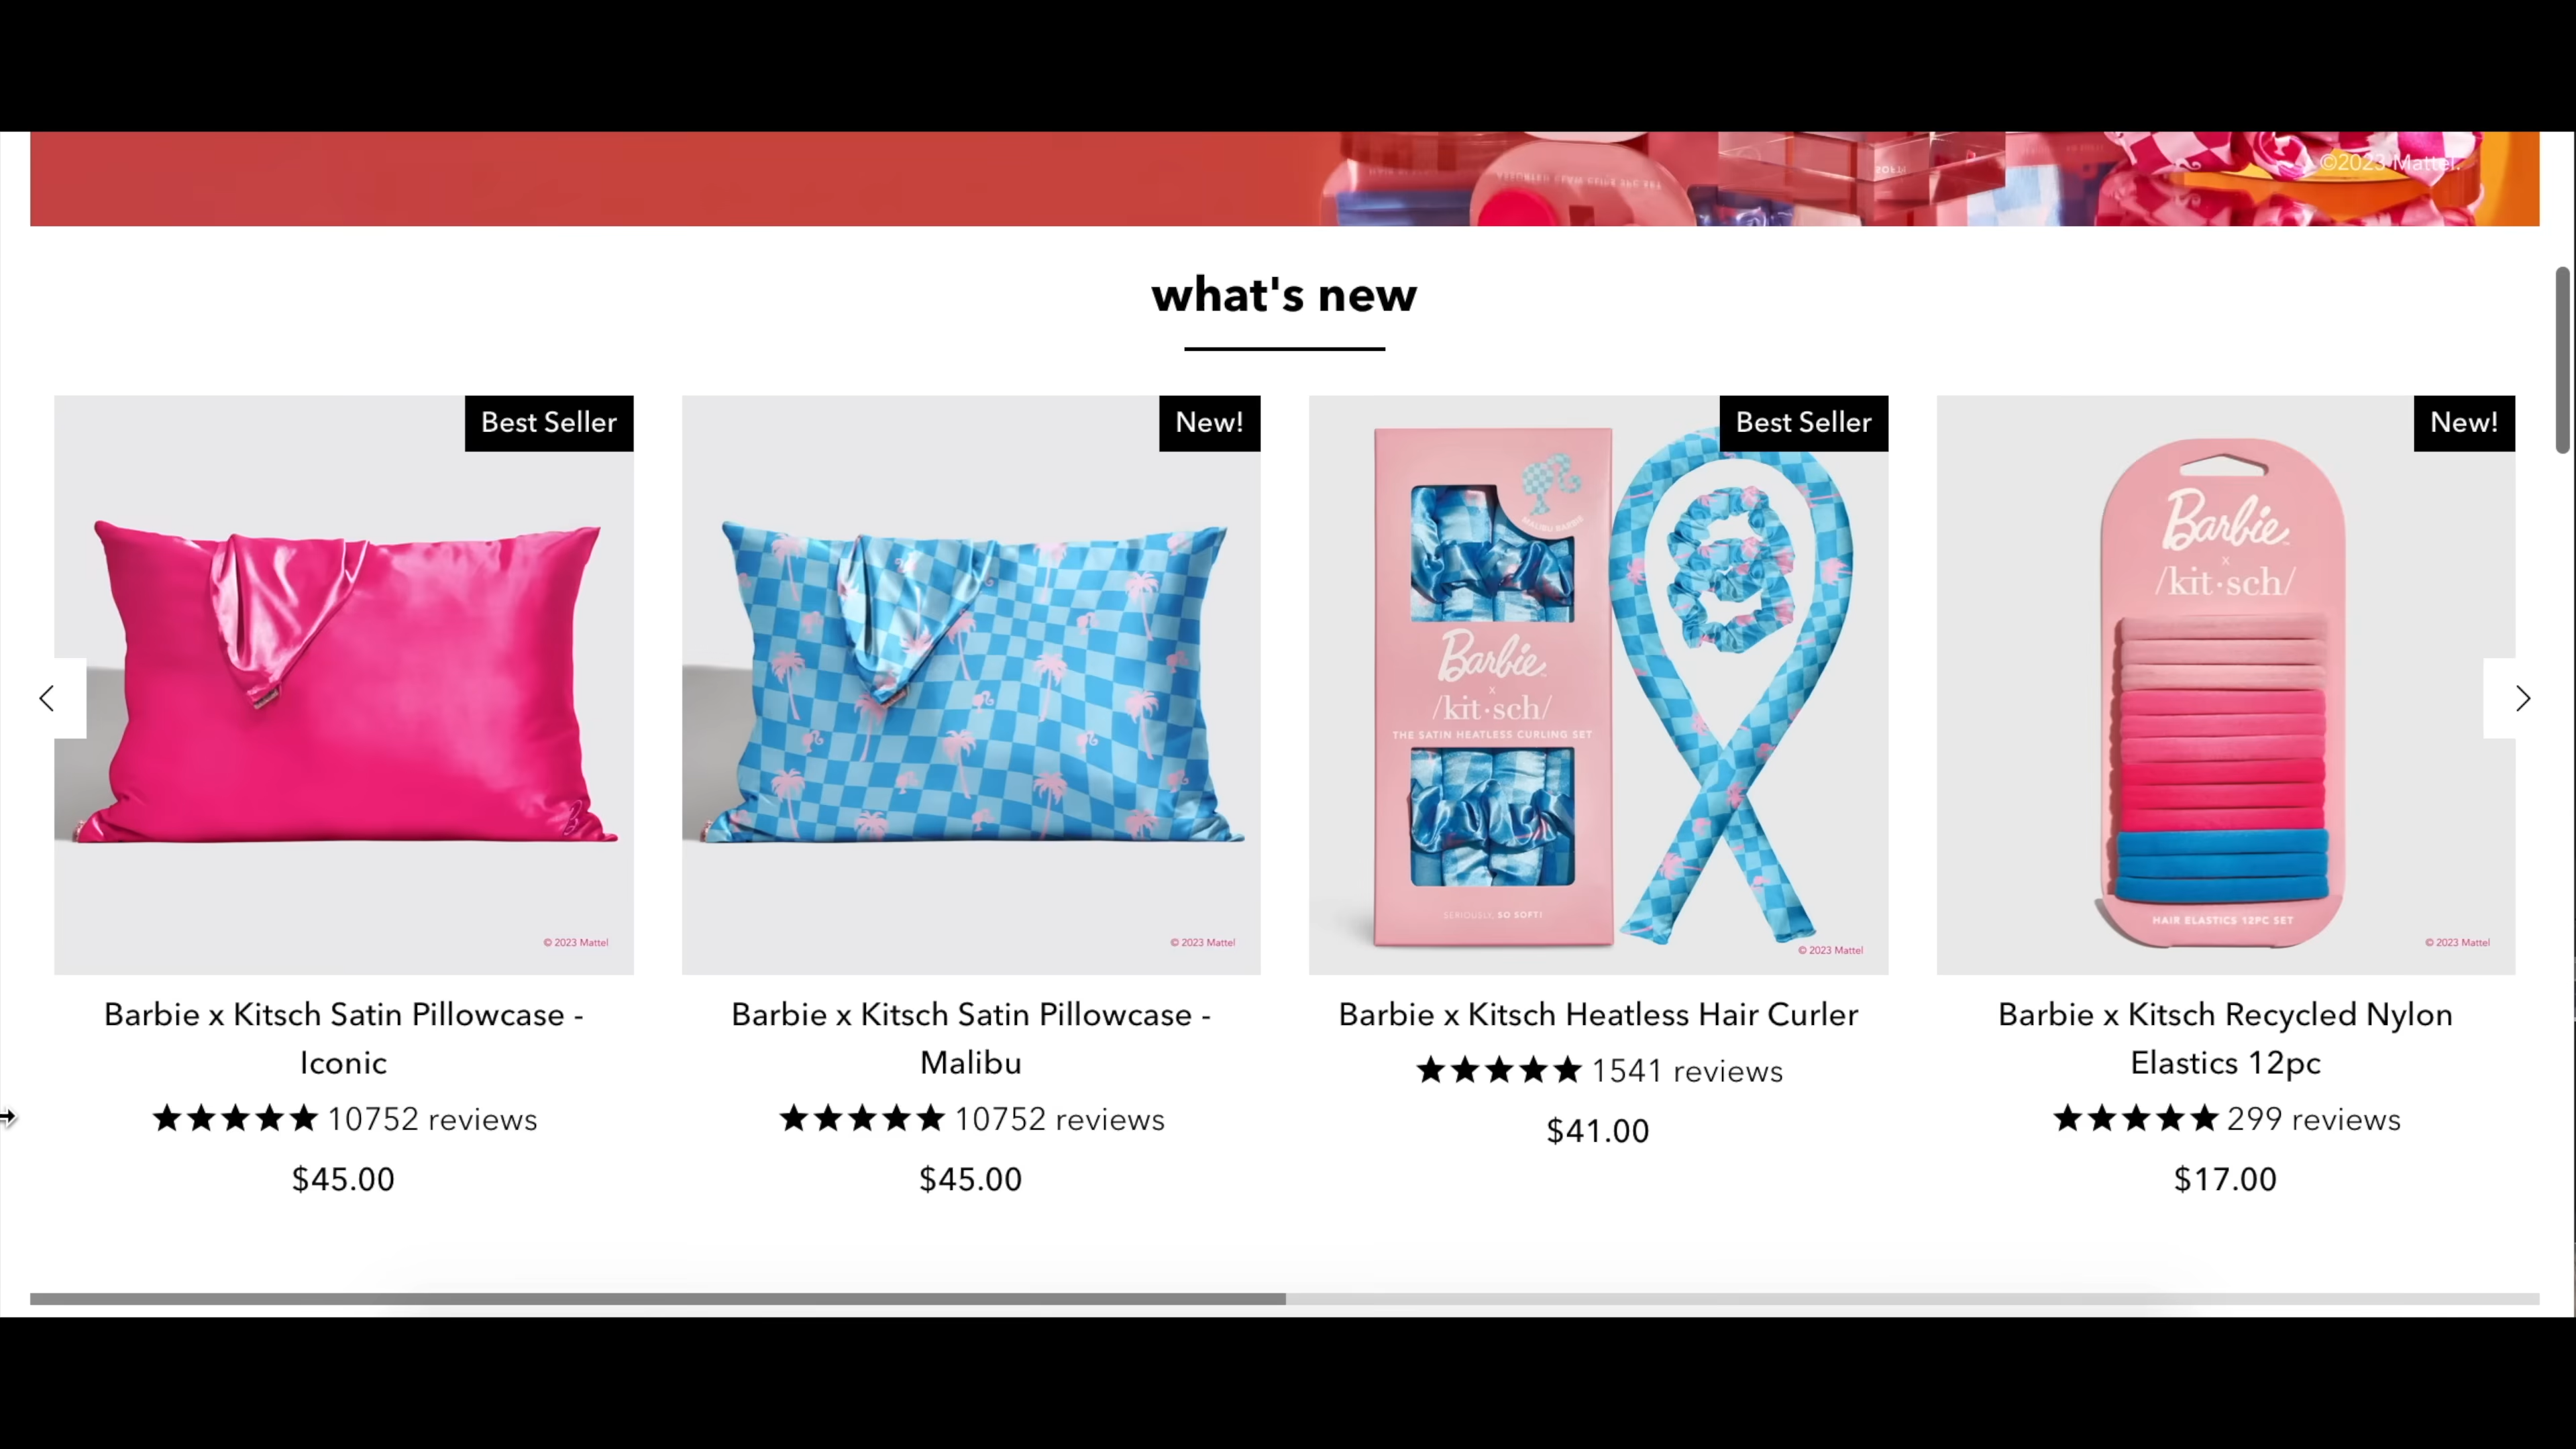 ©2023 Mattel.
what's new
Best Seller
New!
Best Seller
New!
MALIBU BARBIE
Barbie
x
/kit·sch/
THE SATIN HEATLESS CURLING SET
SERIOUSLY, SO SOFT!
Barbie
x
/kit·sch/
HAIR ELASTICS 12PC SET
© 2023 Mattel
© 2023 Mattel
© 2023 Mattel
© 2023 Mattel
Barbie x Kitsch Satin Pillowcase -
Iconic
★★★★★ 10752 reviews
$45.00
Barbie x Kitsch Satin Pillowcase -
Malibu
★★★★★ 10752 reviews
$45.00
Barbie x Kitsch Heatless Hair Curler
★★★★★ 1541 reviews
$41.00
Barbie x Kitsch Recycled Nylon
Elastics 12pc
★★★★★ 299 reviews
$17.00